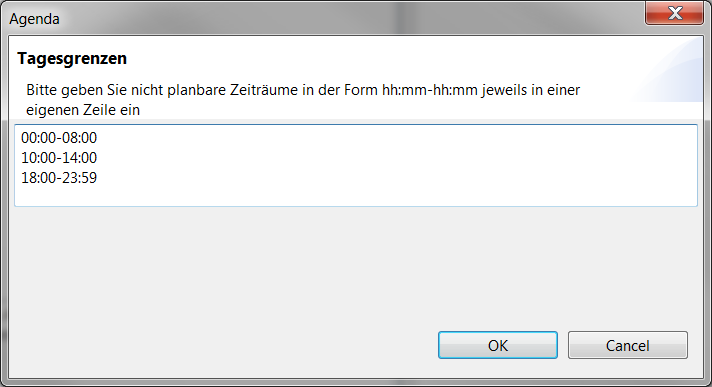 Agenda
Tagesgrenzen
Bitte geben Sie nicht planbare Zeiträume in der Form hh:mm-hh:mm jeweils in einer
eigenen Zeile ein
00:00-08:00
10:00-14:00
18:00-23:59
OK
Cancel